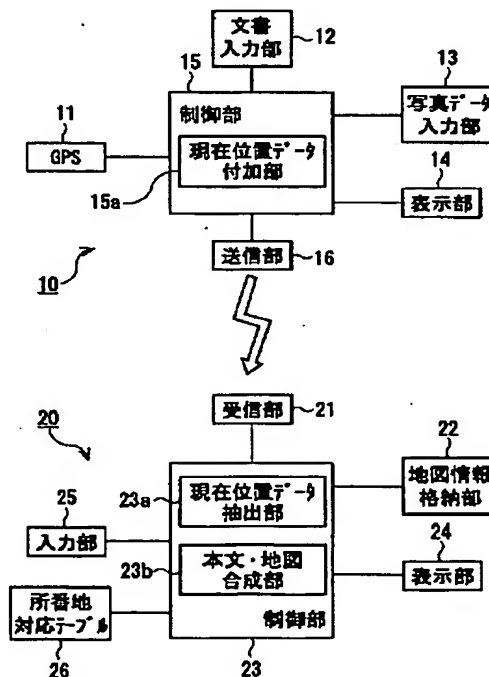 文書
入力部
12
15
13
制御部
写真データ
入力部
11
GPS
現在位置データ
付加部
14
15a
表示部
送信部
16
10
受信部
21
20
22
現在位置データ
抽出部
23a
地図情報
格納部
25
入力部
本文・地図
合成部
23b
24
表示部
所番地
対応テーブル
制御部
26
23